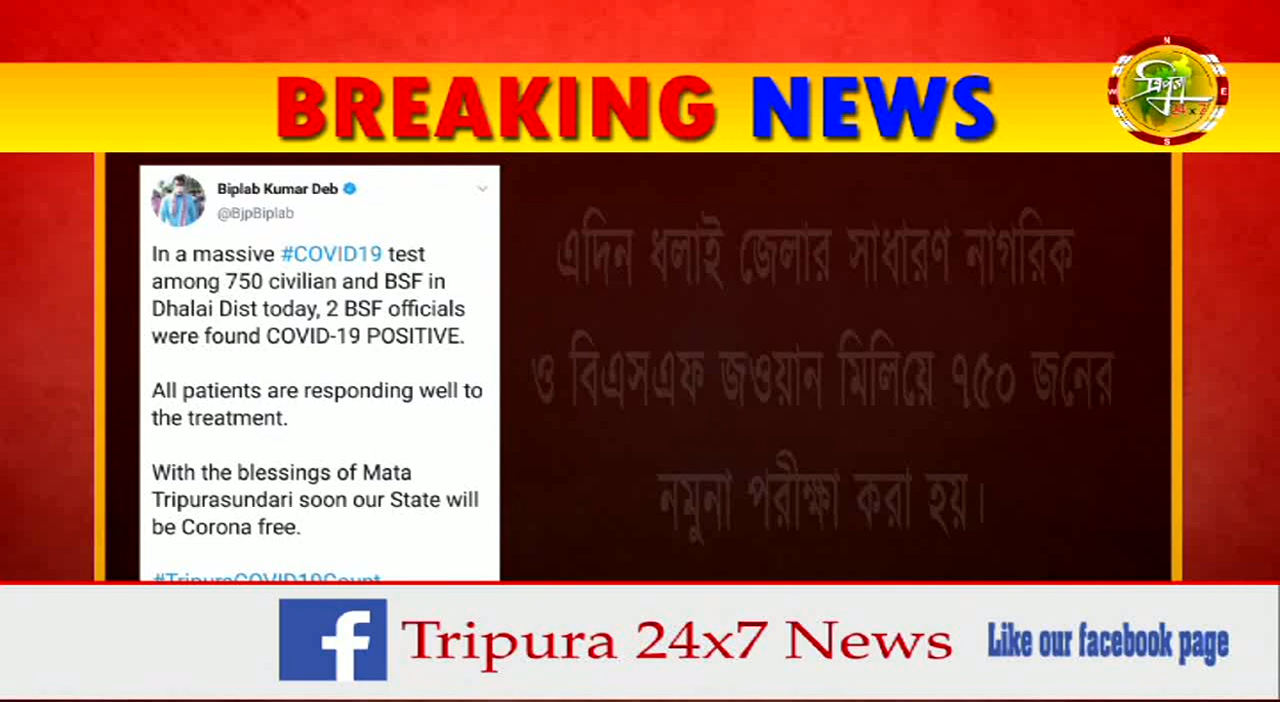 BREAKING NEWS
N
W
E
S
ত্রিপুরা
24x7
Biplab Kumar Deb
@BjpBiplab
In a massive #COVID19 test
among 750 civilian and BSF in
Dhalai Dist today, 2 BSF officials
were found COVID-19 POSITIVE.
All patients are responding well to
the treatment.
With the blessings of Mata
Tripurasundari soon our State will
be Corona free.
#TripuraCOVID19Count
এদিন ধলাই জেলার সাধারণ নাগরিক
ও বিএসএফ জওয়ান মিলিয়ে ৭৫০ জনের
নমুনা পরীক্ষা করা হয়।
f Tripura 24x7 News Like our facebook page